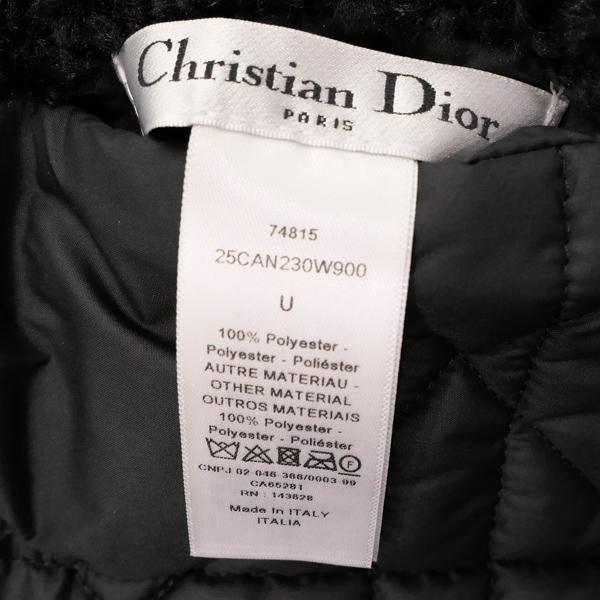 Christian Dior
PARIS
74815
25CAN230W900
U
100% Polyester -
Polyester - Poliéster
AUTRE MATERIAU -
OTHER MATERIAL
OUTROS MATERIAIS
100% Polyester -
Polyester - Poliéster
CNPJ 02 046 366/0003-99
CA65281
RN : 143628
Made In ITALY
ITALIA